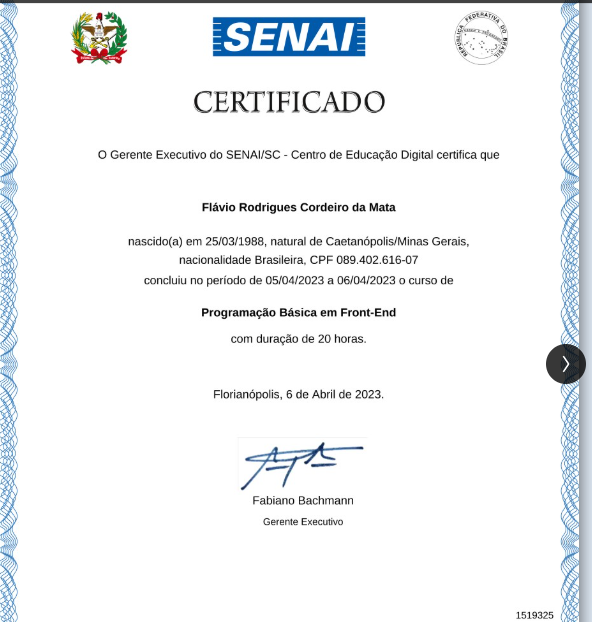 SENAI
REPÚBLICA FEDERATIVA DO BRASIL
CERTIFICADO
O Gerente Executivo do SENAI/SC - Centro de Educação Digital certifica que
Flávio Rodrigues Cordeiro da Mata
nascido(a) em 25/03/1988, natural de Caetanópolis/Minas Gerais,
nacionalidade Brasileira, CPF 089.402.616-07
concluiu no período de 05/04/2023 a 06/04/2023 o curso de
Programação Básica em Front-End
com duração de 20 horas.
Florianópolis, 6 de Abril de 2023.
Fabiano Bachmann
Gerente Executivo
1519325